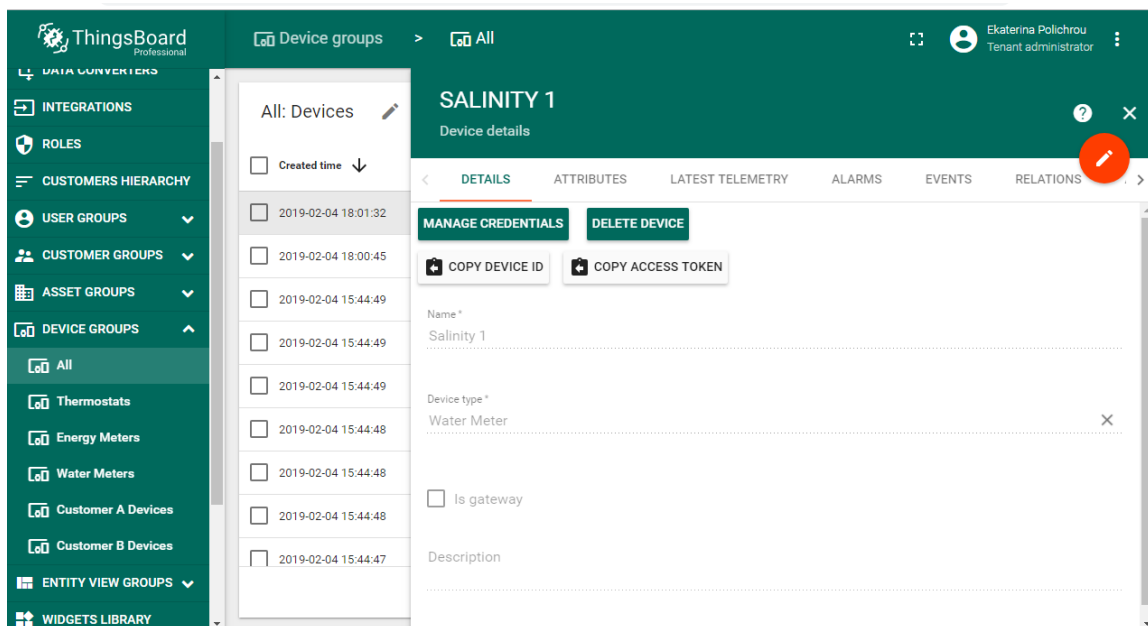 ThingsBoard
Professional
Device groups > All
Ekaterina Polichrou
Tenant administrator
DATA CONVERTERS
INTEGRATIONS
ROLES
CUSTOMERS HIERARCHY
USER GROUPS
CUSTOMER GROUPS
ASSET GROUPS
DEVICE GROUPS
All
Thermostats
Energy Meters
Water Meters
Customer A Devices
Customer B Devices
ENTITY VIEW GROUPS
WIDGETS LIBRARY
All: Devices
Created time
2019-02-04 18:01:32
2019-02-04 18:00:45
2019-02-04 15:44:49
2019-02-04 15:44:49
2019-02-04 15:44:49
2019-02-04 15:44:48
2019-02-04 15:44:48
2019-02-04 15:44:48
2019-02-04 15:44:47
SALINITY 1
Device details
DETAILS ATTRIBUTES LATEST TELEMETRY ALARMS EVENTS RELATIONS
MANAGE CREDENTIALS DELETE DEVICE
COPY DEVICE ID COPY ACCESS TOKEN
Name *
Salinity 1
Device type *
Water Meter
Is gateway
Description